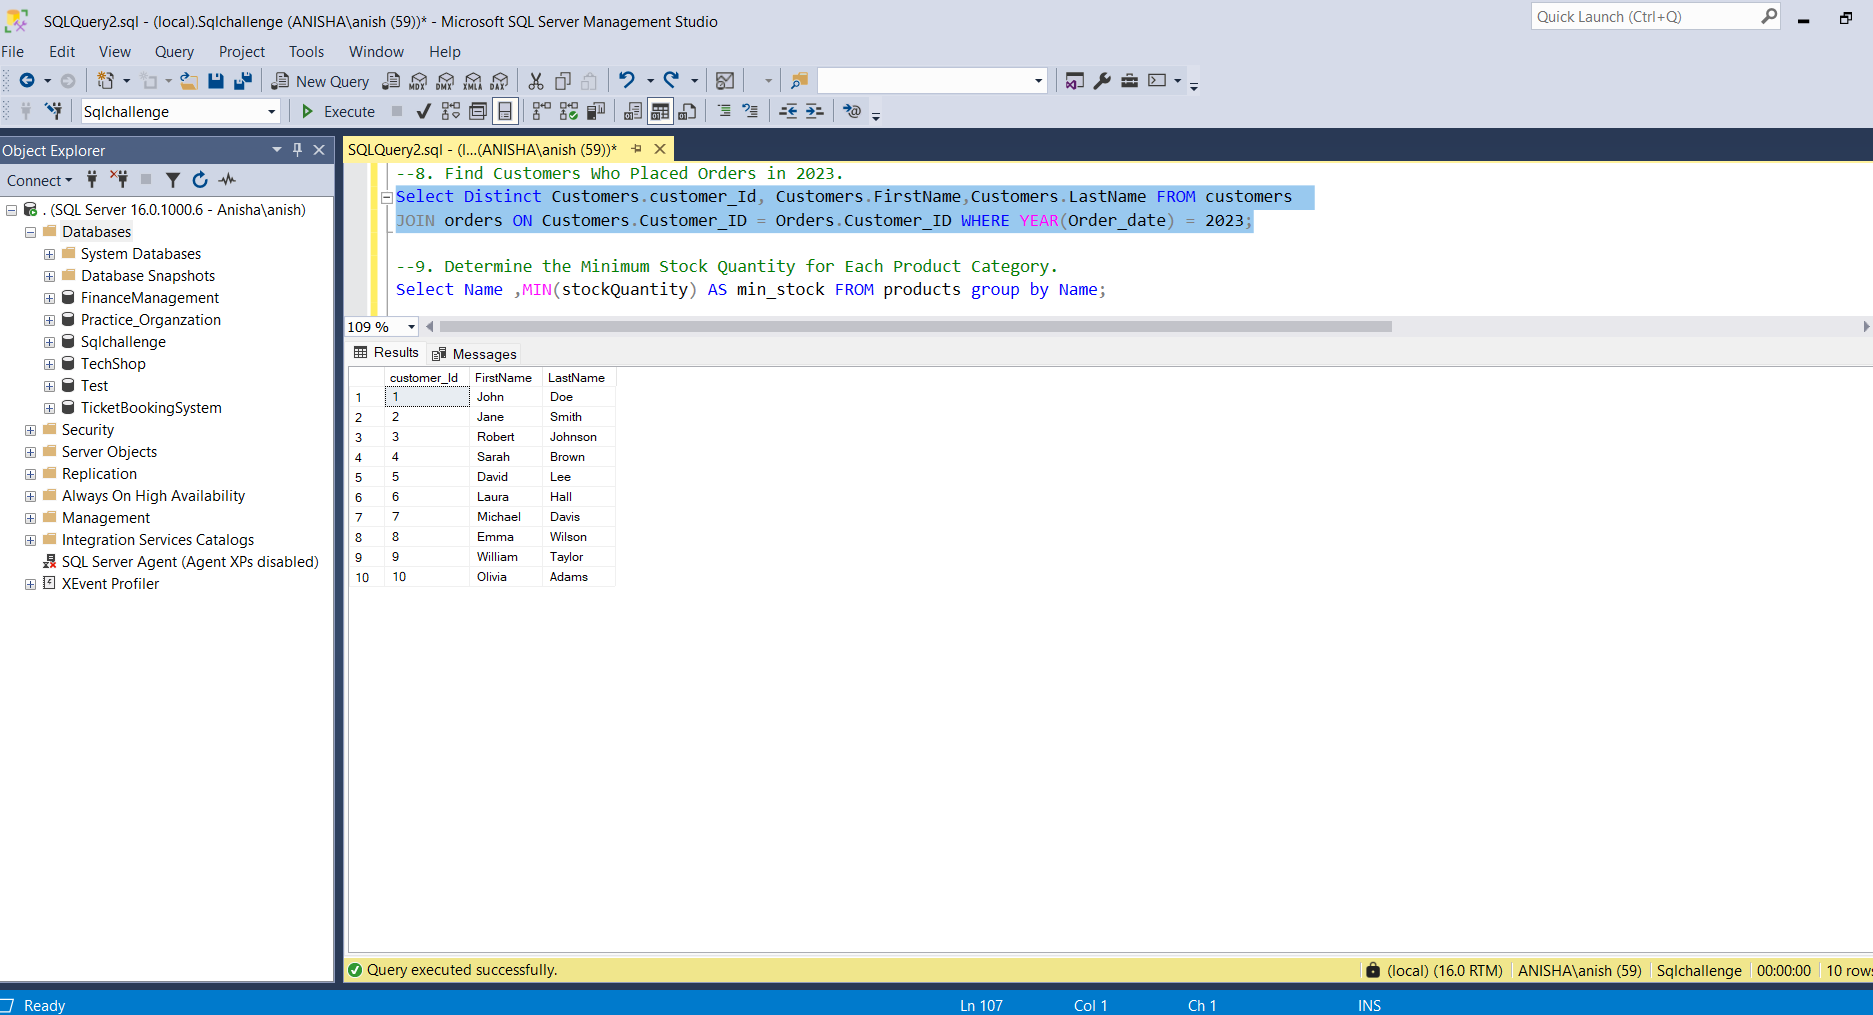 SQLQuery2.sql - (local).Sqlchallenge (ANISHA\anish (59))* - Microsoft SQL Server Management Studio
Quick Launch (Ctrl+Q)
File Edit View Query Project Tools Window Help
New Query MDX DMX XMLA DAX
Sqlchallenge Execute
Object Explorer
Connect
. (SQL Server 16.0.1000.6 - Anisha\anish)
Databases
System Databases
Database Snapshots
FinanceManagement
Practice_Organzation
Sqlchallenge
TechShop
Test
TicketBookingSystem
Security
Server Objects
Replication
Always On High Availability
Management
Integration Services Catalogs
SQL Server Agent (Agent XPs disabled)
XEvent Profiler
SQLQuery2.sql - (l...(ANISHA\anish (59))*
--8. Find Customers Who Placed Orders in 2023.
Select Distinct Customers.customer_Id, Customers.FirstName,Customers.LastName FROM customers
JOIN orders ON Customers.Customer_ID = Orders.Customer_ID WHERE YEAR(Order_date) = 2023;
--9. Determine the Minimum Stock Quantity for Each Product Category.
Select Name ,MIN(stockQuantity) AS min_stock FROM products group by Name;
109 %
Results Messages
customer_Id FirstName LastName
1 1 John Doe
2 2 Jane Smith
3 3 Robert Johnson
4 4 Sarah Brown
5 5 David Lee
6 6 Laura Hall
7 7 Michael Davis
8 8 Emma Wilson
9 9 William Taylor
10 10 Olivia Adams
Query executed successfully. (local) (16.0 RTM) ANISHA\anish (59) Sqlchallenge 00:00:00 10 rows
Ready Ln 107 Col 1 Ch 1 INS